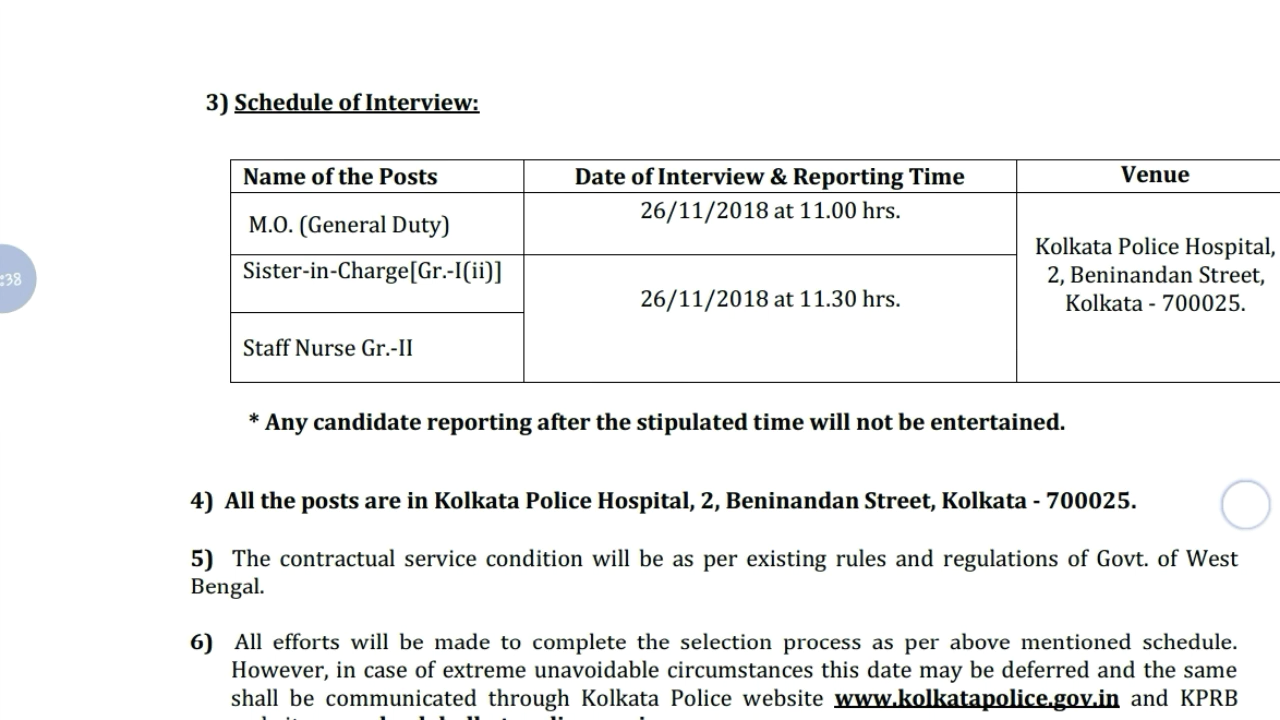 :38
3) Schedule of Interview:
Name of the Posts
Date of Interview & Reporting Time
Venue
M.O. (General Duty)
26/11/2018 at 11.00 hrs.
Kolkata Police Hospital,
2, Beninandan Street,
Kolkata - 700025.
Sister-in-Charge[Gr.-I(ii)]
26/11/2018 at 11.30 hrs.
Staff Nurse Gr.-II
* Any candidate reporting after the stipulated time will not be entertained.
4) All the posts are in Kolkata Police Hospital, 2, Beninandan Street, Kolkata - 700025.
5) The contractual service condition will be as per existing rules and regulations of Govt. of West
Bengal.
6) All efforts will be made to complete the selection process as per above mentioned schedule.
However, in case of extreme unavoidable circumstances this date may be deferred and the same
shall be communicated through Kolkata Police website www.kolkatapolice.gov.in and KPRB